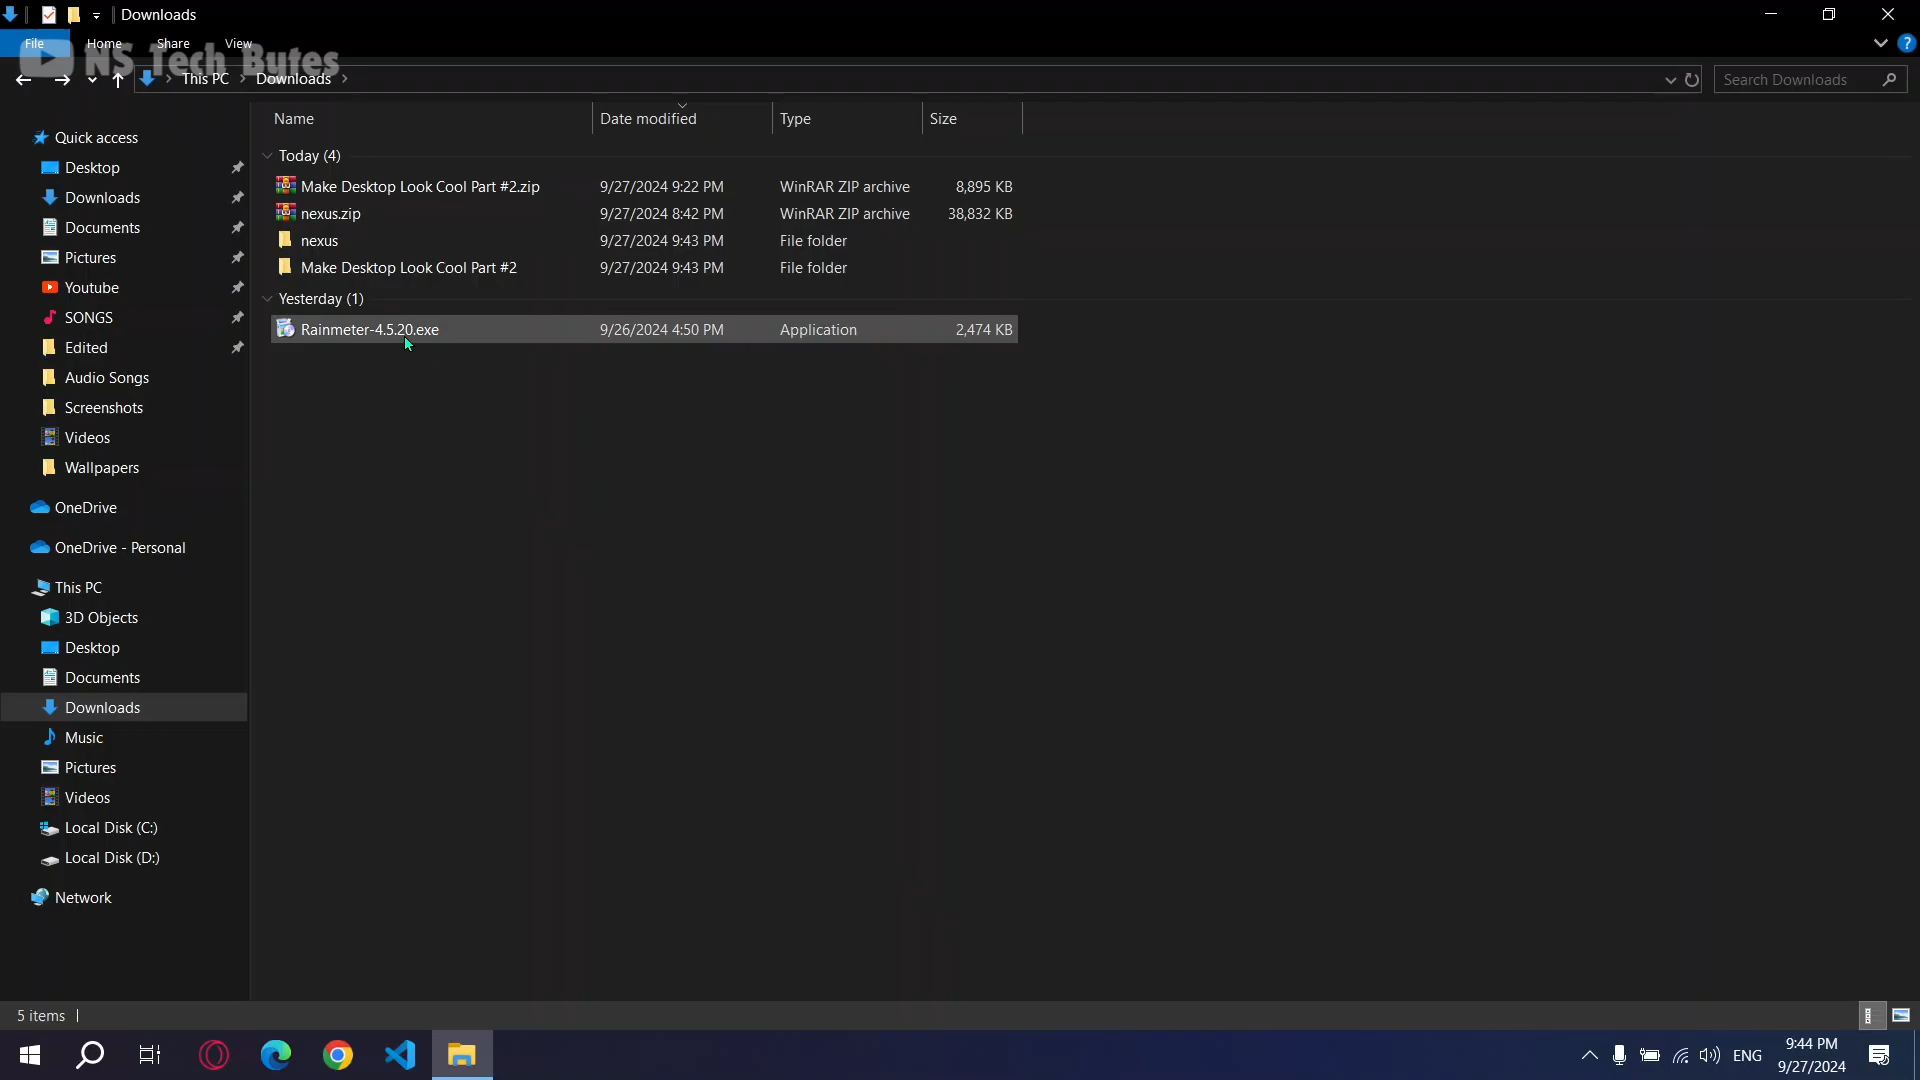 Downloads
File Home Share View
NS Tech Butes
This PC Downloads
Search Downloads
Name Date modified Type Size
Today (4)
Make Desktop Look Cool Part #2.zip 9/27/2024 9:22 PM WinRAR ZIP archive 8,895 KB
nexus.zip 9/27/2024 8:42 PM WinRAR ZIP archive 38,832 KB
nexus 9/27/2024 9:43 PM File folder
Make Desktop Look Cool Part #2 9/27/2024 9:43 PM File folder
Yesterday (1)
Rainmeter-4.5.20.exe 9/26/2024 4:50 PM Application 2,474 KB
Quick access
Desktop
Downloads
Documents
Pictures
Youtube
SONGS
Edited
Audio Songs
Screenshots
Videos
Wallpapers
OneDrive
OneDrive - Personal
This PC
3D Objects
Desktop
Documents
Downloads
Music
Pictures
Videos
Local Disk (C:)
Local Disk (D:)
Network
5 items
ENG
9:44 PM
9/27/2024